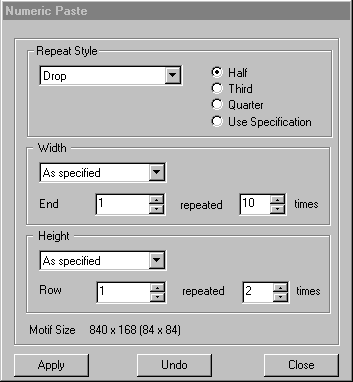 Numeric Paste
Repeat Style
Drop
Half
Third
Quarter
Use Specification
Width
As specified
End 1 repeated 10 times
Height
As specified
Row 1 repeated 2 times
Motif Size 840 x 168 (84 x 84)
Apply Undo Close